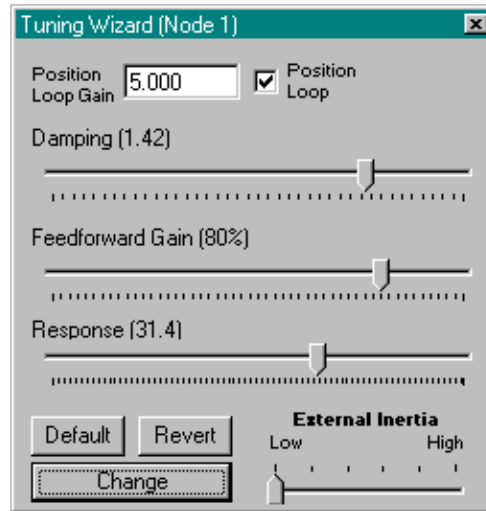 Tuning Wizard (Node 1)
Position
Loop Gain
5.000
Position
Loop
Damping (1.42)
Feedforward Gain (80%)
Response (31.4)
Default
Revert
Change
External Inertia
Low
High